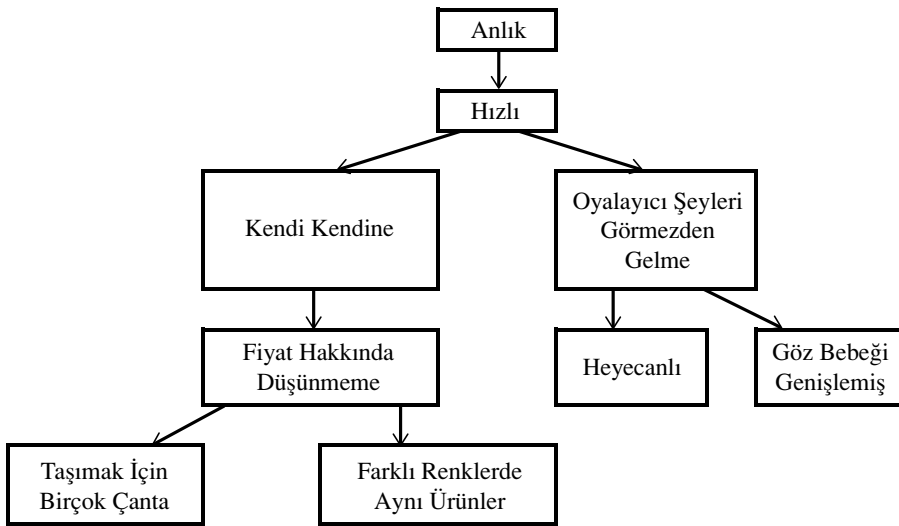 Anlık
Hızlı
Kendi Kendine
Oyalayıcı Şeyleri
Görmezden
Gelme
Fiyat Hakkında
Düşünmeme
Heyecanlı
Göz Bebeği
Genişlemiş
Taşımak İçin
Birçok Çanta
Farklı Renklerde
Aynı Ürünler